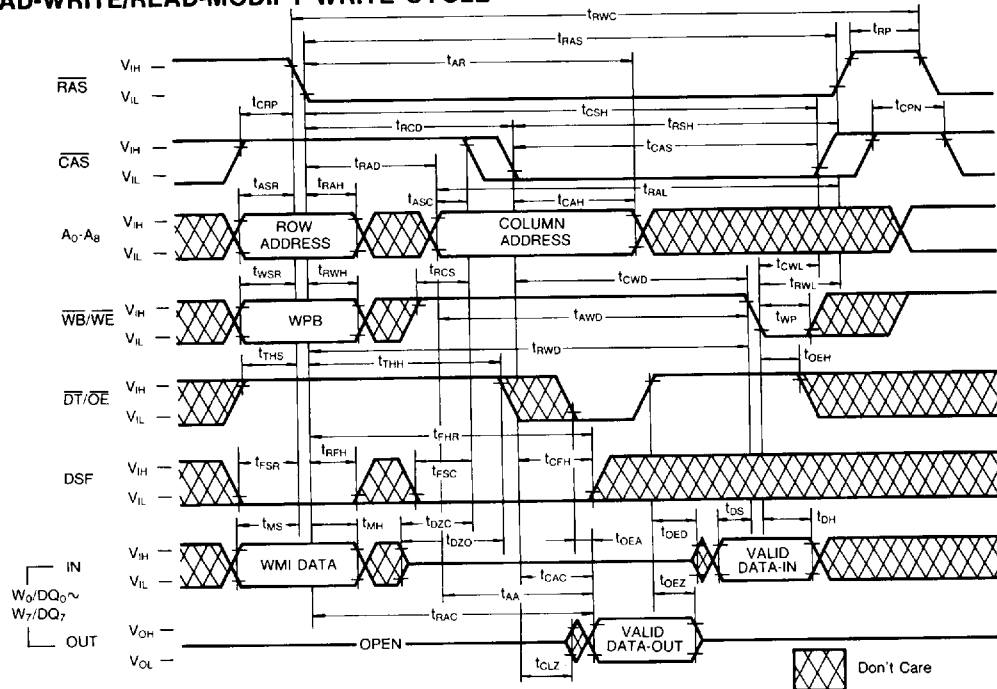 AD-WRITE/READ-MODIFY-WRITE CYCLE
tRWC
tRAS
tRP
tAR
RAS
VIH
VIL
tCRP
tCSH
tRCD
tRSH
tCPN
CAS
VIH
VIL
tRAD
tCAS
tASR
tRAH
tASC
tRAL
tCAH
A0-A8
VIH
VIL
ROW ADDRESS
COLUMN ADDRESS
tWSR
tRWH
tRCS
tCWD
tCWL
tRWL
WB/WE
VIH
VIL
WPB
tAWD
tWP
tRWD
tTHS
tTHH
tOEH
DT/OE
VIH
VIL
tFHR
DSF
VIH
VIL
tFSR
tRFH
tFSC
tCFH
tMS
tMH
tDZC
tDZO
tOEA
tOED
tDS
tDH
VIH
VIL
WMI DATA
VALID DATA-IN
IN
W0/DQ0~
W7/DQ7
OUT
tCAC
tAA
tOEZ
tRAC
VOH
VOL
OPEN
VALID DATA-OUT
tCLZ
Don't Care